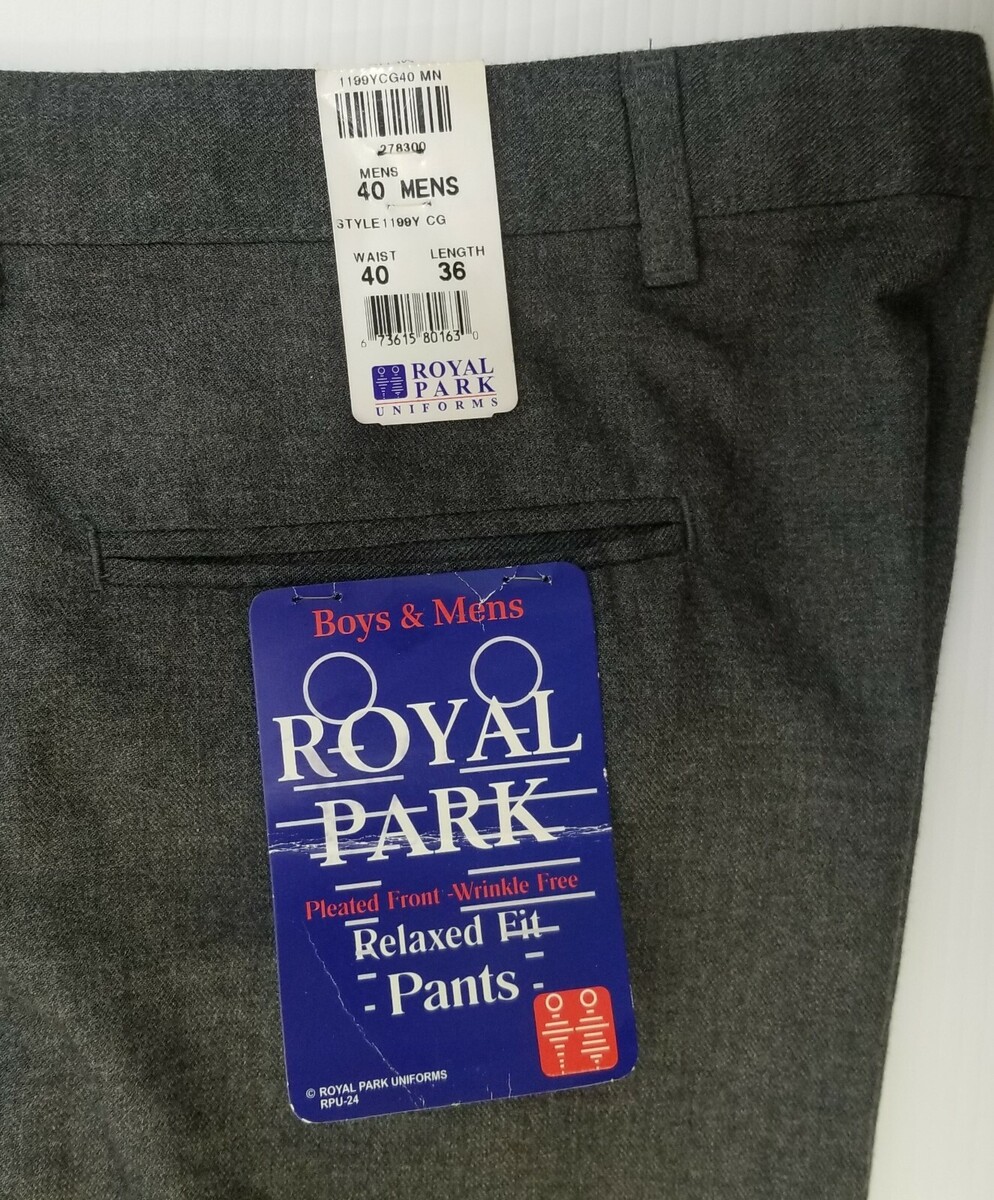 1199YCG40 MN
278300
MENS
40 MENS
STYLE1199Y CG
WAIST LENGTH
40 36
6 73615 80163 0
ROYAL
PARK
UNIFORMS
Boys & Mens
ROYAL
PARK
Pleated Front -Wrinkle Free
Relaxed Fit
Pants
© ROYAL PARK UNIFORMS
RPU-24